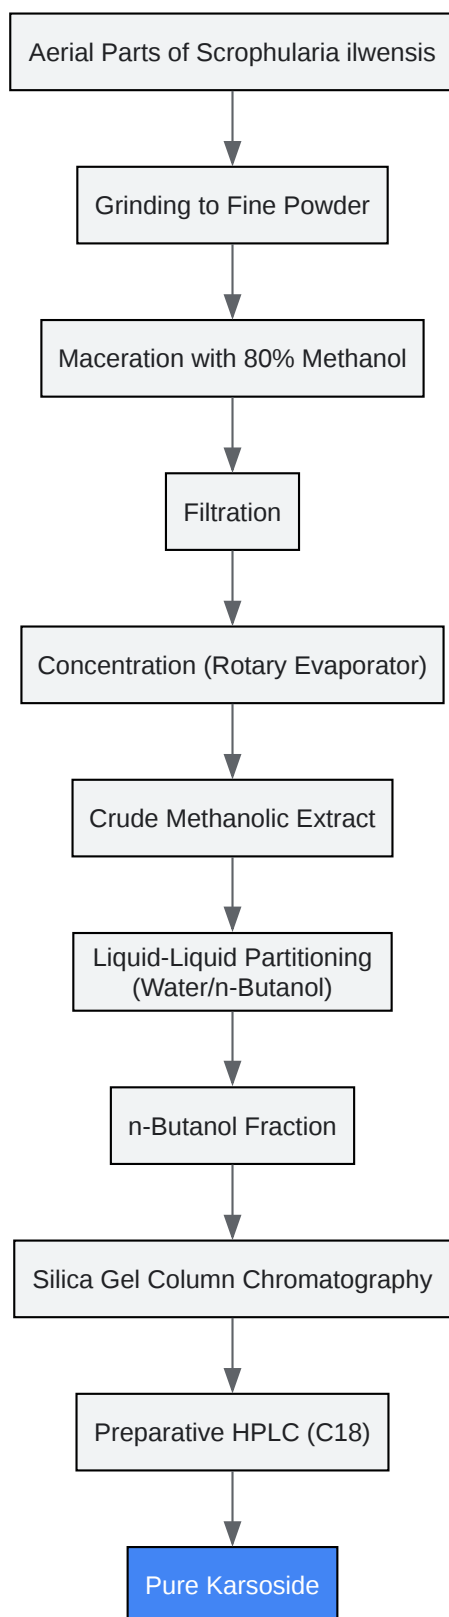 Aerial Parts of Scrophularia ilwensis
Grinding to Fine Powder
Maceration with 80% Methanol
Filtration
Concentration (Rotary Evaporator)
Crude Methanolic Extract
Liquid-Liquid Partitioning
(Water/n-Butanol)
n-Butanol Fraction
Silica Gel Column Chromatography
Preparative HPLC (C18)
Pure Karsoside